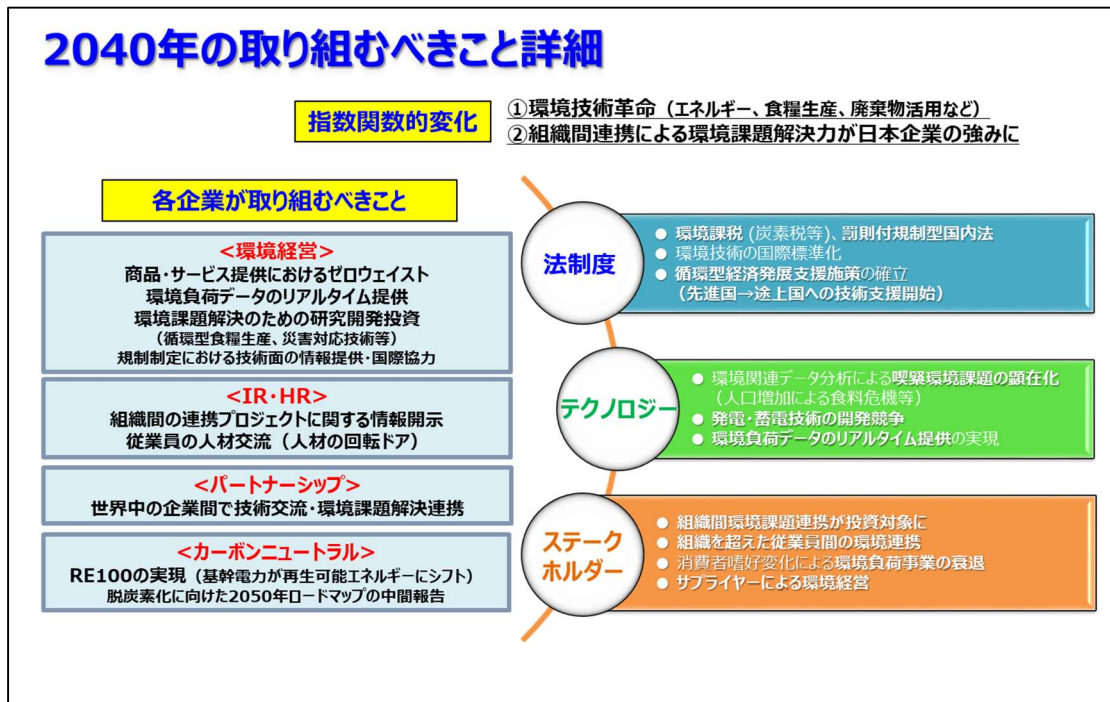 2040年の取り組むべきこと詳細
指数関数的変化
①環境技術革命（エネルギー、食糧生産、廃棄物活用など）
②組織間連携による環境課題解決力が日本企業の強みに
各企業が取り組むべきこと
<環境経営>
商品・サービス提供におけるゼロウェイスト
環境負荷データのリアルタイム提供
環境課題解決のための研究開発投資
（循環型食糧生産、災害対応技術等）
規制制定における技術面の情報提供・国際協力
<IR・HR>
組織間の連携プロジェクトに関する情報開示
従業員の人材交流（人材の回転ドア）
<パートナーシップ>
世界中の企業間で技術交流・環境課題解決連携
<カーボンニュートラル>
RE100の実現（基幹電力が再生可能エネルギーにシフト）
脱炭素化に向けた2050年ロードマップの中間報告
法制度
● 環境課税 (炭素税等)、罰則付規制型国内法
● 環境技術の国際標準化
● 循環型経済発展支援施策の確立
（先進国→途上国への技術支援開始）
テクノロジー
● 環境関連データ分析による喫緊環境課題の顕在化
（人口増加による食料危機等）
● 発電・蓄電技術の開発競争
● 環境負荷データのリアルタイム提供の実現
ステーク
ホルダー
● 組織間環境課題連携が投資対象に
● 組織を超えた従業員間の環境連携
● 消費者嗜好変化による環境負荷事業の衰退
● サプライヤーによる環境経営